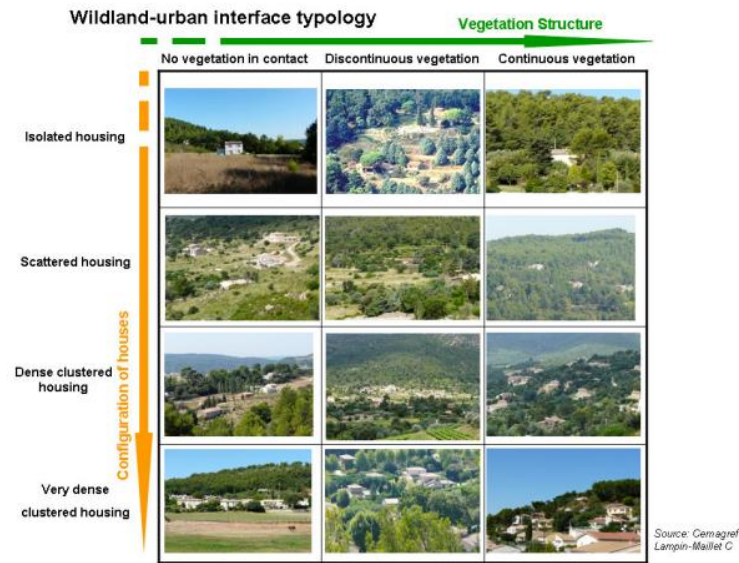 Wildland-urban interface typology
Vegetation Structure
No vegetation in contact
Discontinuous vegetation
Continuous vegetation
Isolated housing
Scattered housing
Dense clustered
housing
Very dense
clustered housing
Configuration of houses
Source: Cemagref
Lampin-Maillet C